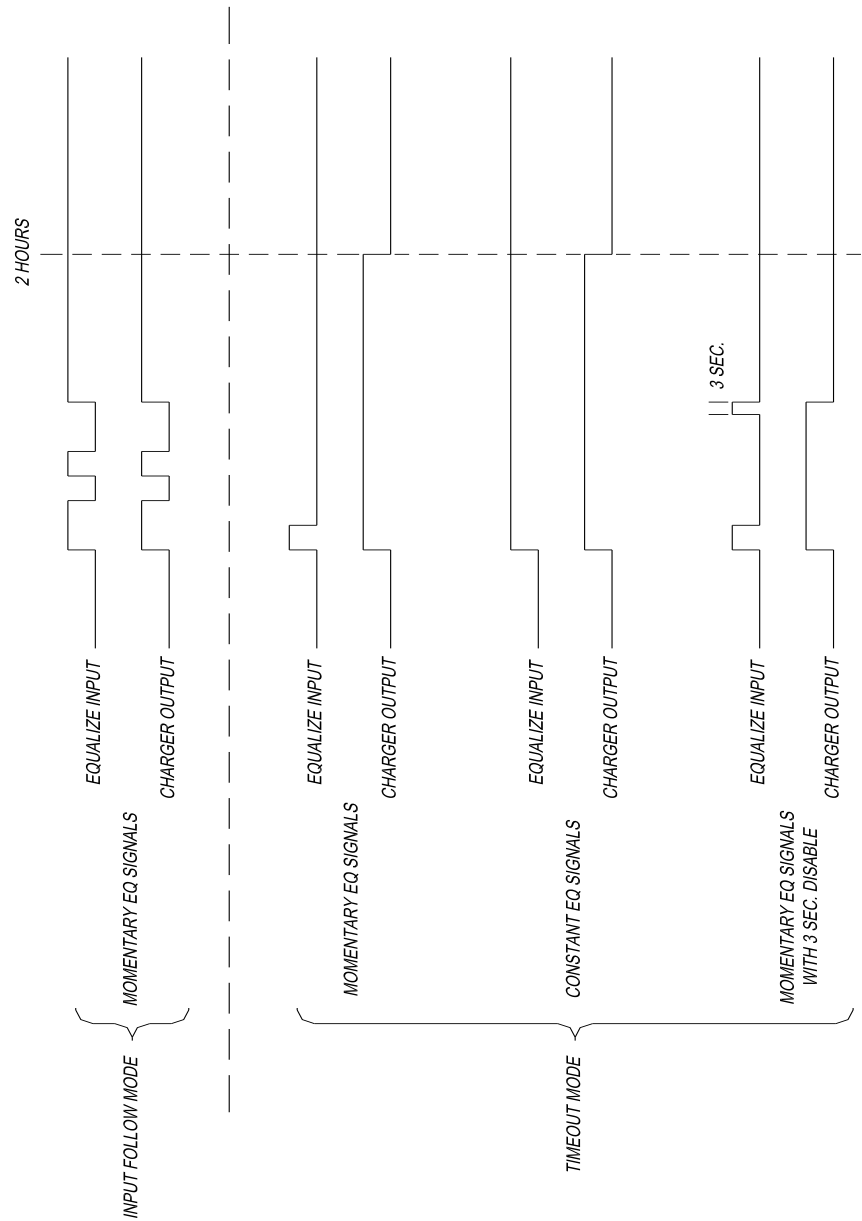 2 HOURS
INPUT FOLLOW MODE
MOMENTARY EQ SIGNALS
EQUALIZE INPUT
CHARGER OUTPUT
TIMEOUT MODE
MOMENTARY EQ SIGNALS
EQUALIZE INPUT
CHARGER OUTPUT
CONSTANT EQ SIGNALS
EQUALIZE INPUT
CHARGER OUTPUT
3 SEC.
MOMENTARY EQ SIGNALS
WITH 3 SEC. DISABLE
EQUALIZE INPUT
CHARGER OUTPUT